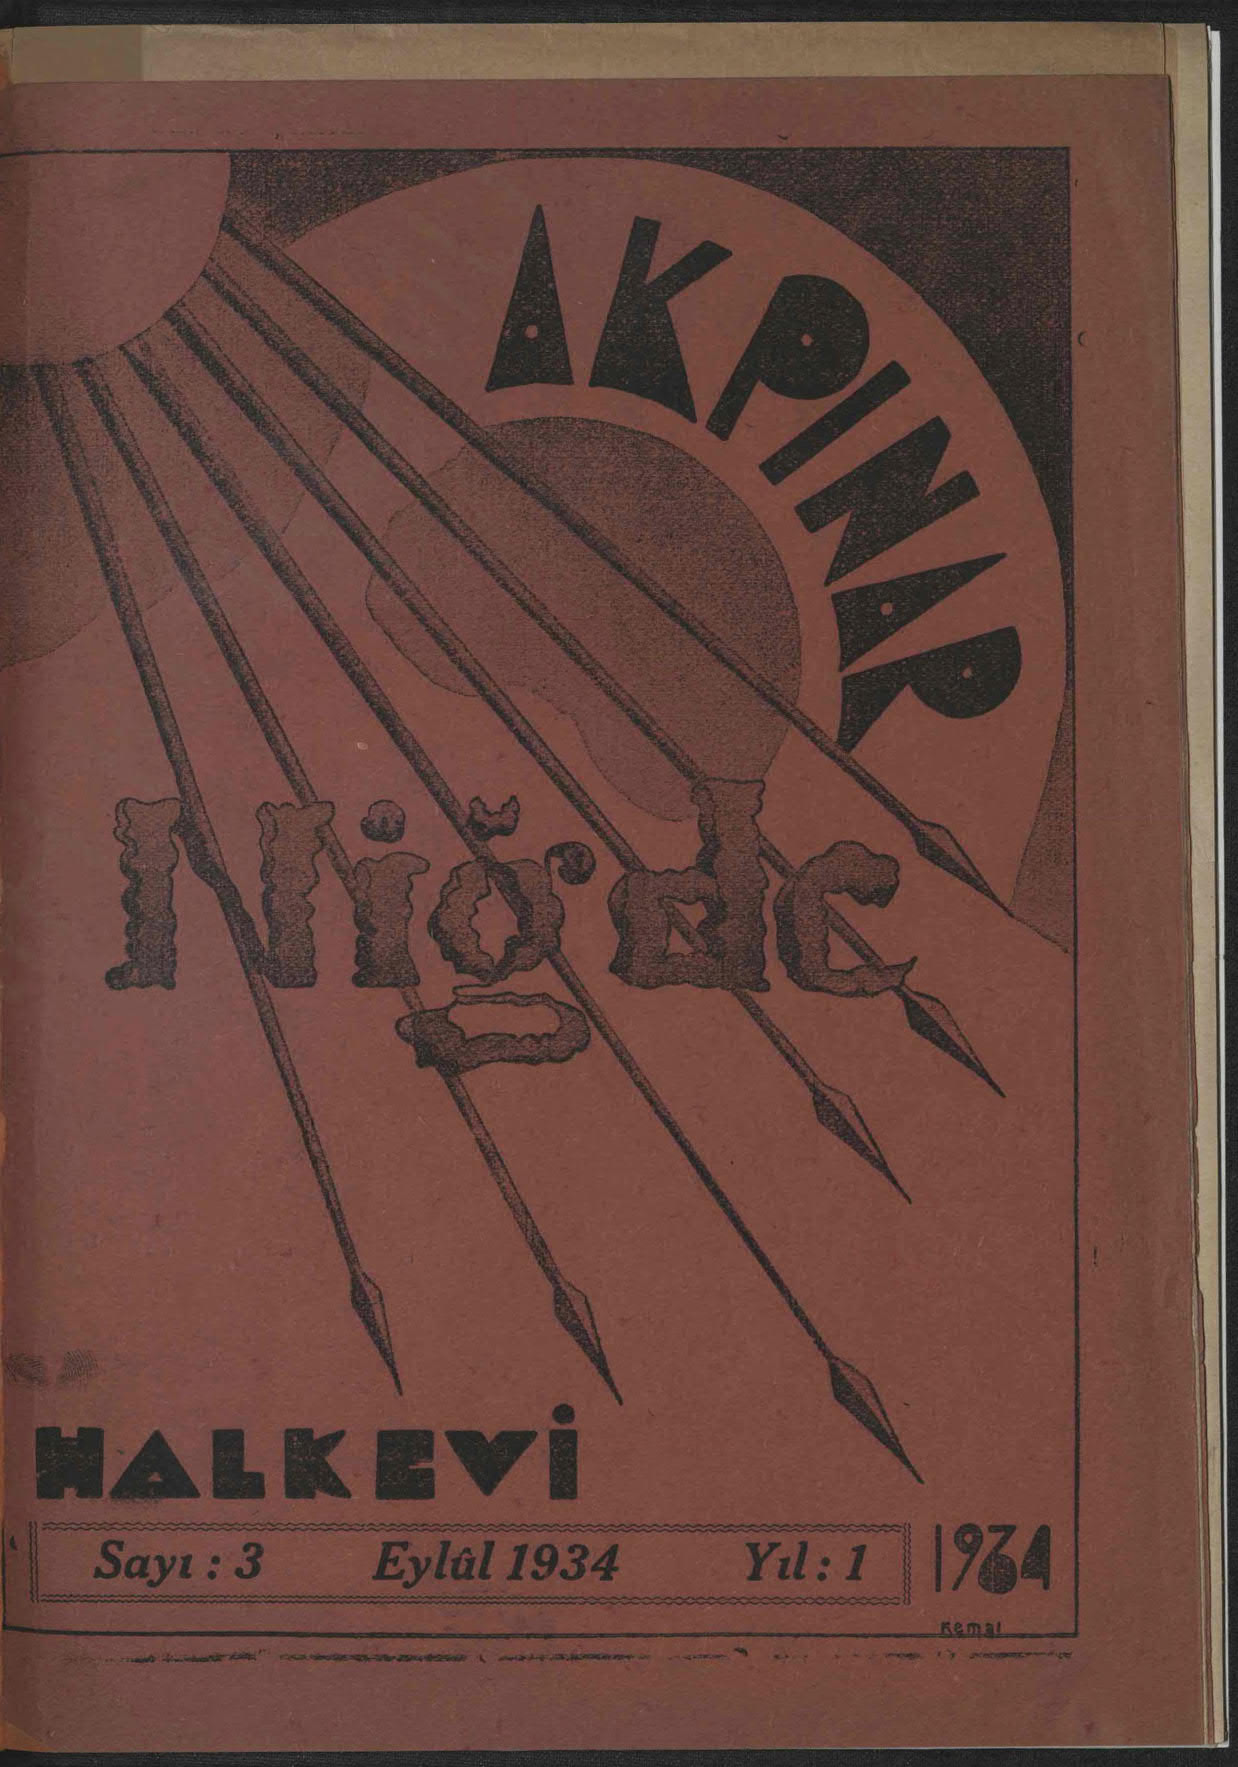 AKPINAR
Niğde
HALKEVİ
Sayı : 3 Eylûl 1934 Yıl : 1
1934
Kemal